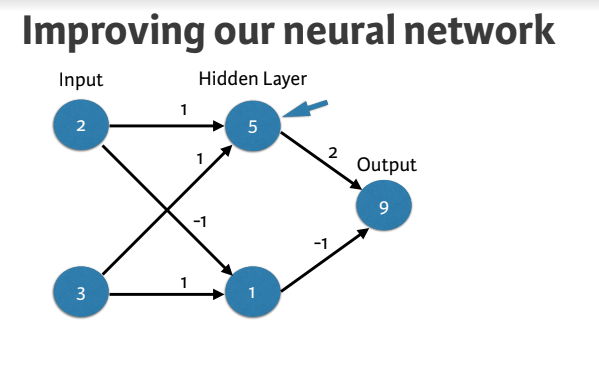 Improving our neural network
Input
Hidden Layer
2
1
5
1
2
Output
-1
9
-1
3
1
1